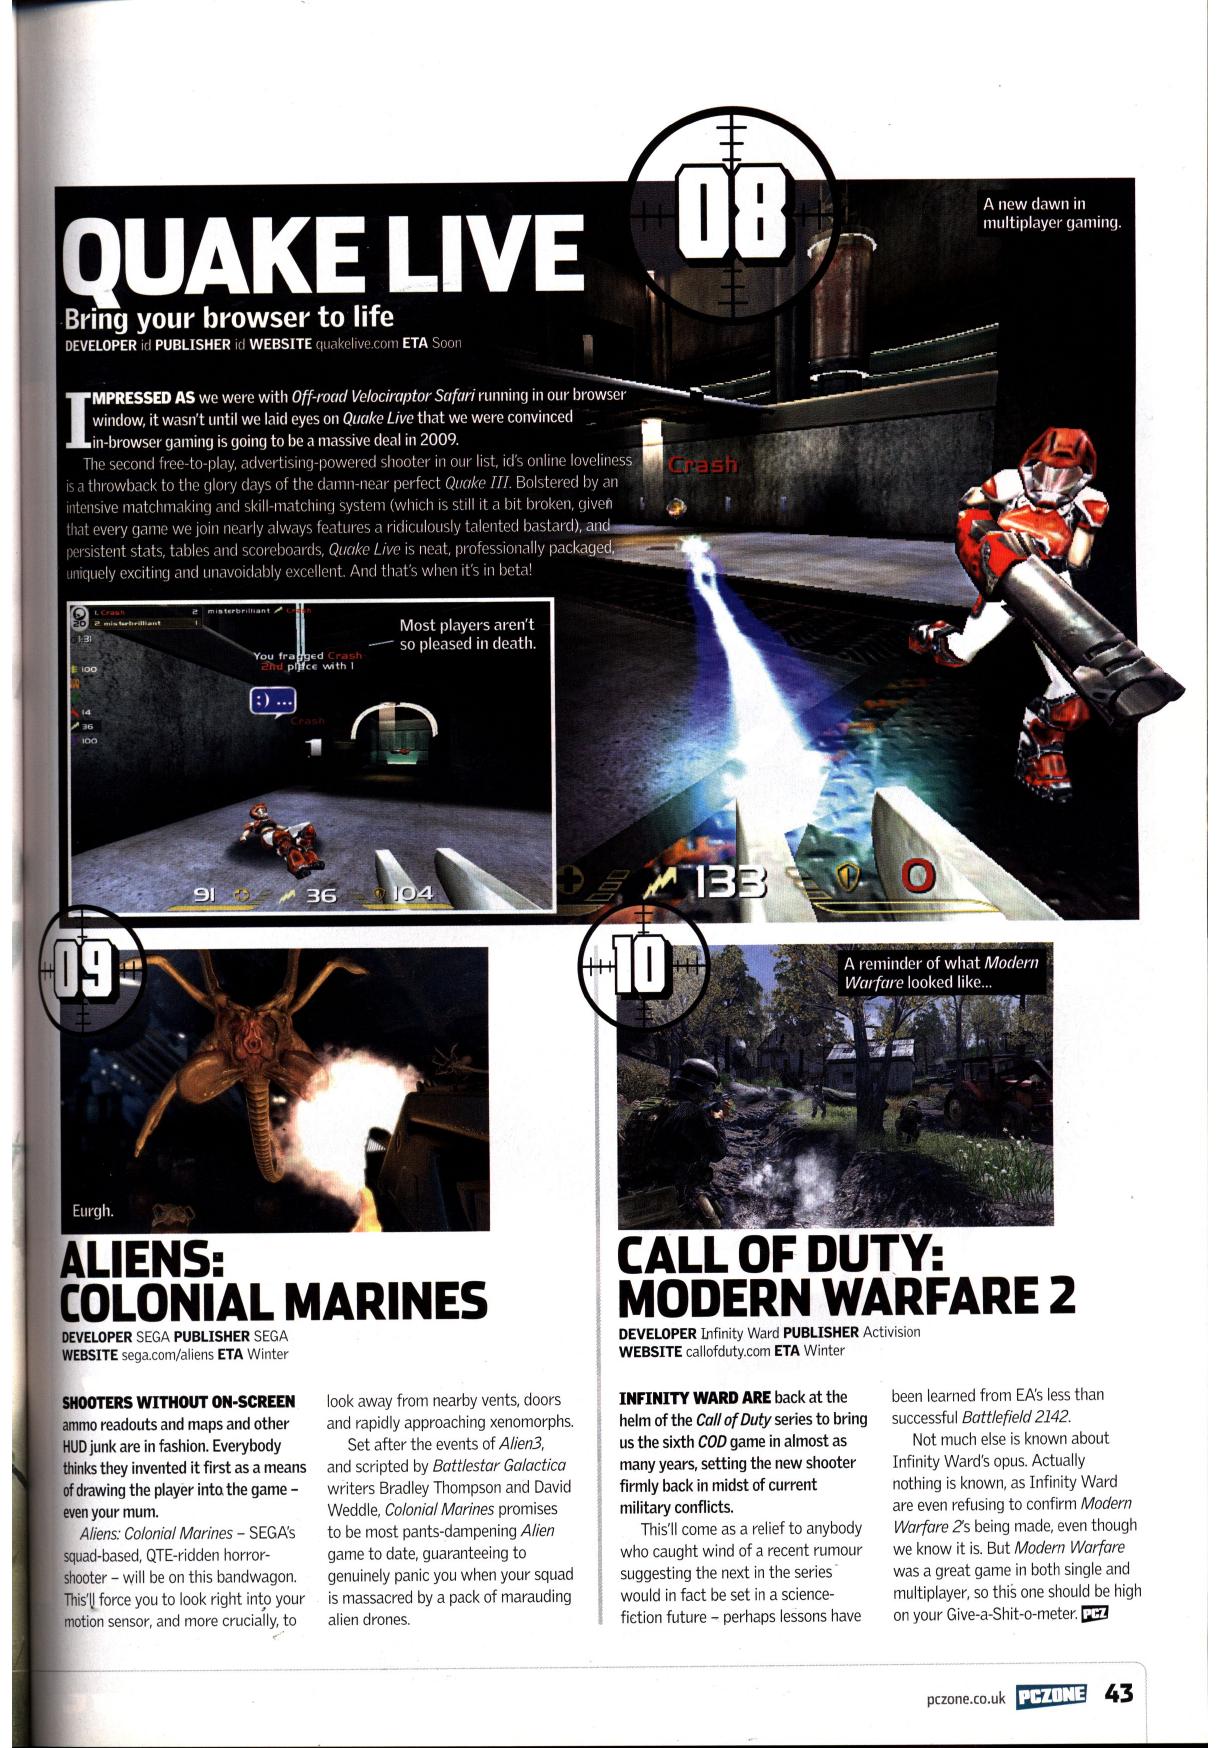 08
A new dawn in
multiplayer gaming.
QUAKE LIVE
Bring your browser to life
DEVELOPER id PUBLISHER id WEBSITE quakelive.com ETA Soon
IMPRESSED AS we were with Off-road Velociraptor Safari running in our browser
window, it wasn't until we laid eyes on Quake Live that we were convinced
in-browser gaming is going to be a massive deal in 2009.
The second free-to-play, advertising-powered shooter in our list, id's online loveliness
is a throwback to the glory days of the damn-near perfect Quake III. Bolstered by an
intensive matchmaking and skill-matching system (which is still it a bit broken, given
that every game we join nearly always features a ridiculously talented bastard), and
persistent stats, tables and scoreboards, Quake Live is neat, professionally packaged,
uniquely exciting and unavoidably excellent. And that's when it's in beta!
Crash
133 0
1. Crash 2 misterbrilliant Crash
20 2. misterbrilliant 1
1:31
You fragged Crash
2nd place with 1
Most players aren't
so pleased in death.
100
:) ...
14
Crash
36
100
91 36 104
09
Eurgh.
ALIENS:
COLONIAL MARINES
DEVELOPER SEGA PUBLISHER SEGA
WEBSITE sega.com/aliens ETA Winter
SHOOTERS WITHOUT ON-SCREEN
ammo readouts and maps and other
HUD junk are in fashion. Everybody
thinks they invented it first as a means
of drawing the player into the game –
even your mum.
Aliens: Colonial Marines – SEGA's
squad-based, QTE-ridden horror-
shooter – will be on this bandwagon.
This'll force you to look right into your
motion sensor, and more crucially, to
look away from nearby vents, doors
and rapidly approaching xenomorphs.
Set after the events of Alien3,
and scripted by Battlestar Galactica
writers Bradley Thompson and David
Weddle, Colonial Marines promises
to be most pants-dampening Alien
game to date, guaranteeing to
genuinely panic you when your squad
is massacred by a pack of marauding
alien drones.
10
A reminder of what Modern
Warfare looked like...
CALL OF DUTY:
MODERN WARFARE 2
DEVELOPER Infinity Ward PUBLISHER Activision
WEBSITE callofduty.com ETA Winter
INFINITY WARD ARE back at the
helm of the Call of Duty series to bring
us the sixth COD game in almost as
many years, setting the new shooter
firmly back in midst of current
military conflicts.
This'll come as a relief to anybody
who caught wind of a recent rumour
suggesting the next in the series
would in fact be set in a science-
fiction future – perhaps lessons have
been learned from EA's less than
successful Battlefield 2142.
Not much else is known about
Infinity Ward's opus. Actually
nothing is known, as Infinity Ward
are even refusing to confirm Modern
Warfare 2's being made, even though
we know it is. But Modern Warfare
was a great game in both single and
multiplayer, so this one should be high
on your Give-a-Shit-o-meter. PCZ
pczone.co.uk PCZONE 43